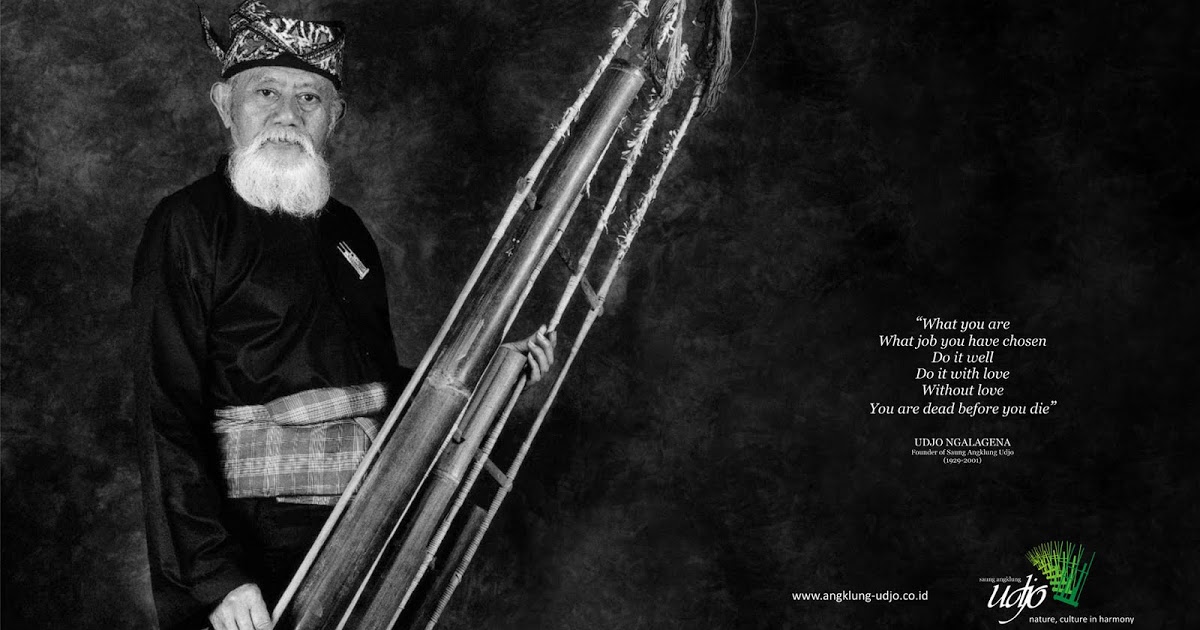 “What you are
What job you have chosen
Do it well
Do it with love
Without love
You are dead before you die”
UDJO NGALAGENA
Founder of Saung Angklung Udjo
(1929-2001)
www.angklung-udjo.co.id
saung angklung
udjo
nature, culture in harmony